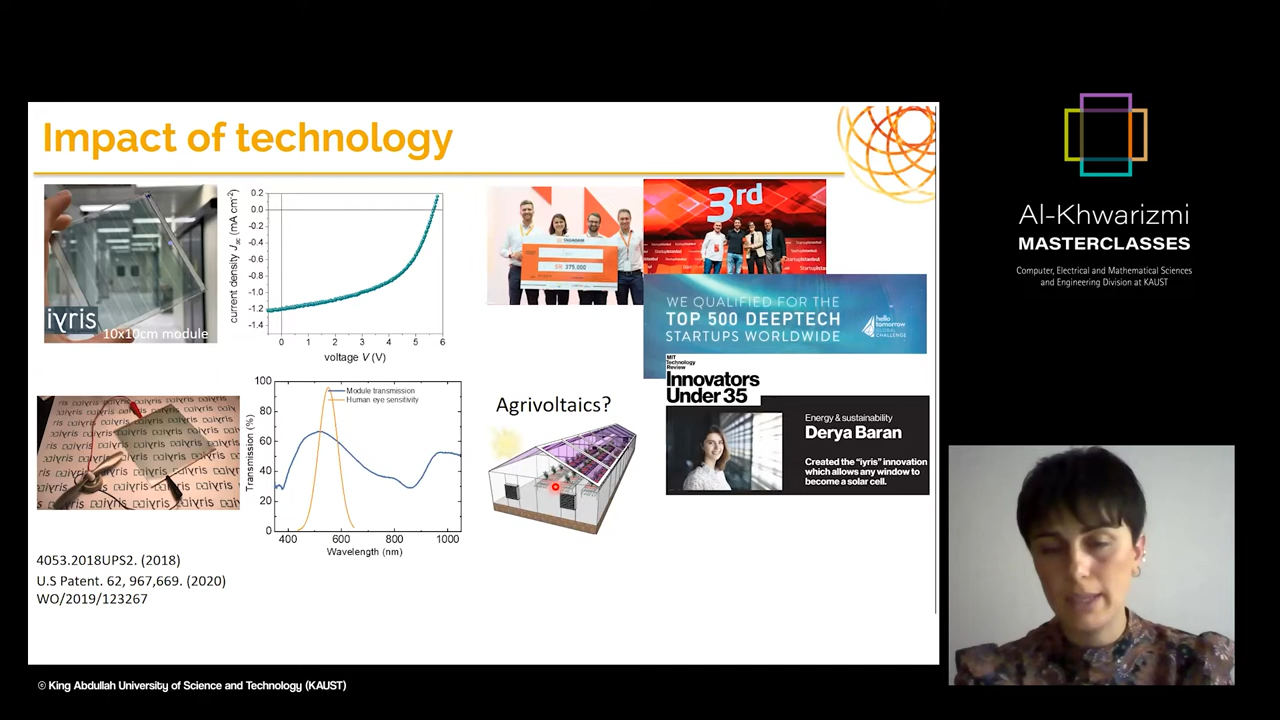 Impact of technology
iyris
10x10cm module
current density Jsc (mA cm-2)
0.2
0.0
-0.2
-0.4
-0.6
-0.8
-1.0
-1.2
-1.4
0 1 2 3 4 5 6
voltage V (V)
SR 375,000
3rd
WE QUALIFIED FOR THE
TOP 500 DEEPTECH
STARTUPS WORLDWIDE
hello
tomorrow
GLOBAL
CHALLENGE
MIT
Technology
Review
Innovators
Under 35
Energy & sustainability
Derya Baran
Created the "iyris" innovation
which allows any window to
become a solar cell.
Transmission (%)
100
80
60
40
20
0
Module transmission
Human eye sensitivity
400 600 800 1000
Wavelength (nm)
Agrivoltaics?
4053.2018UPS2. (2018)
U.S Patent. 62, 967,669. (2020)
WO/2019/123267
Al-Khwarizmi
MASTERCLASSES
Computer, Electrical and Mathematical Sciences
and Engineering Division at KAUST
© King Abdullah University of Science and Technology (KAUST)